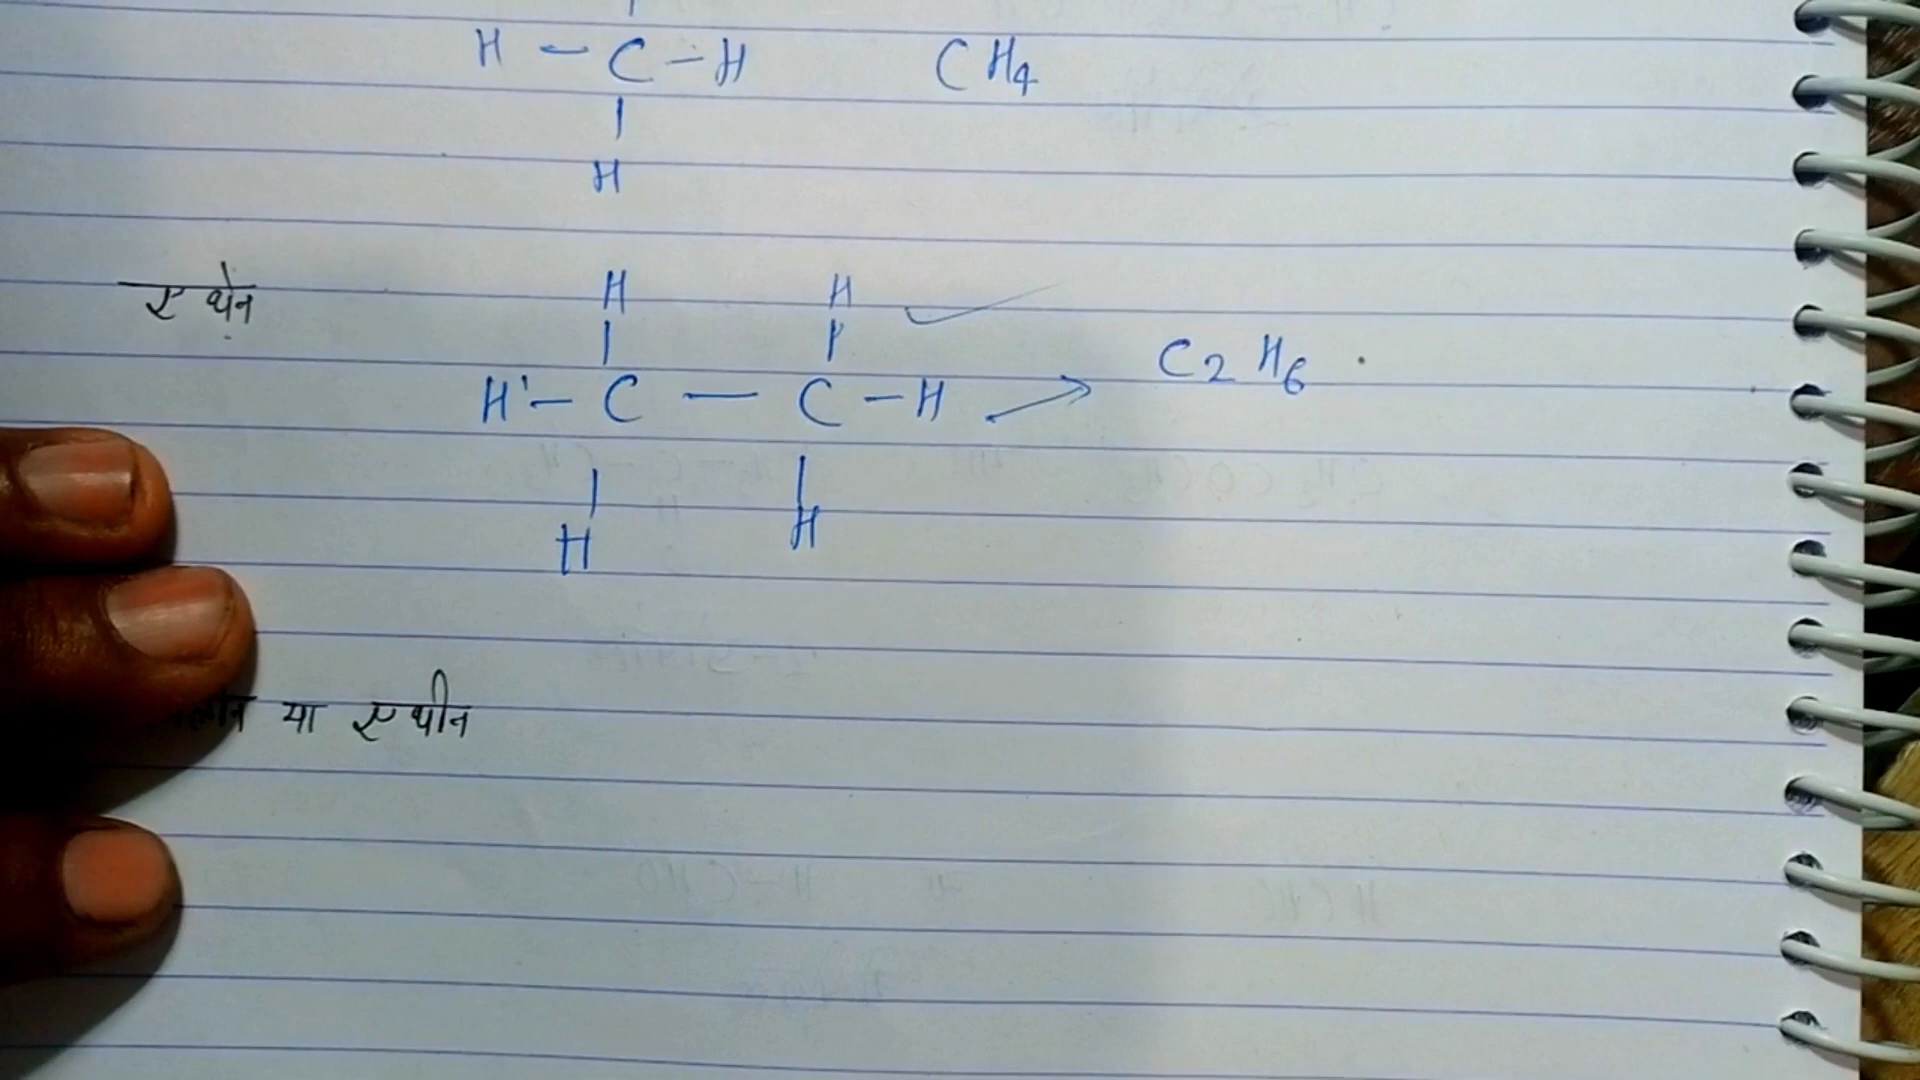 H - C - H CH4
|
H
एथेन
H H
| |
H - C - C - H → C2H6
| |
H H
या एथीन